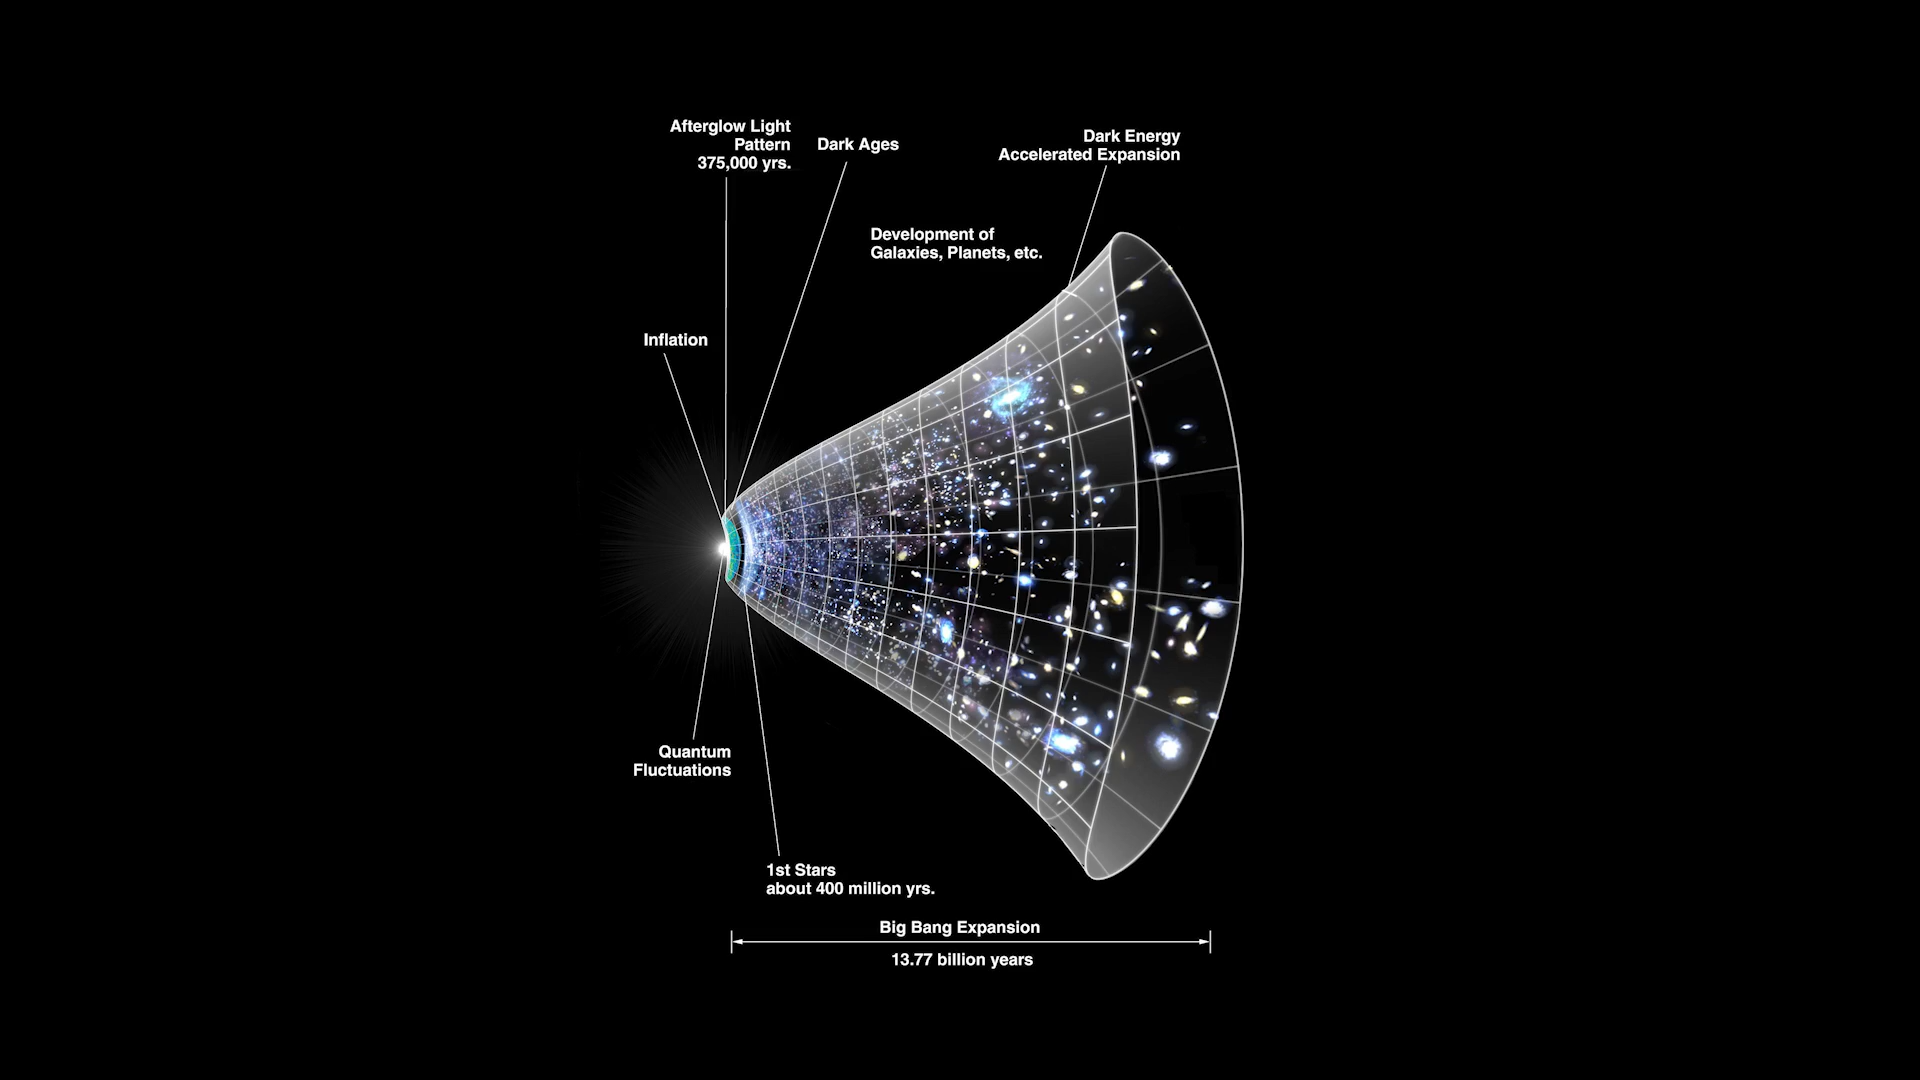 Afterglow Light
Pattern
375,000 yrs.
Dark Ages
Dark Energy
Accelerated Expansion
Development of
Galaxies, Planets, etc.
Inflation
Quantum
Fluctuations
1st Stars
about 400 million yrs.
Big Bang Expansion
13.77 billion years